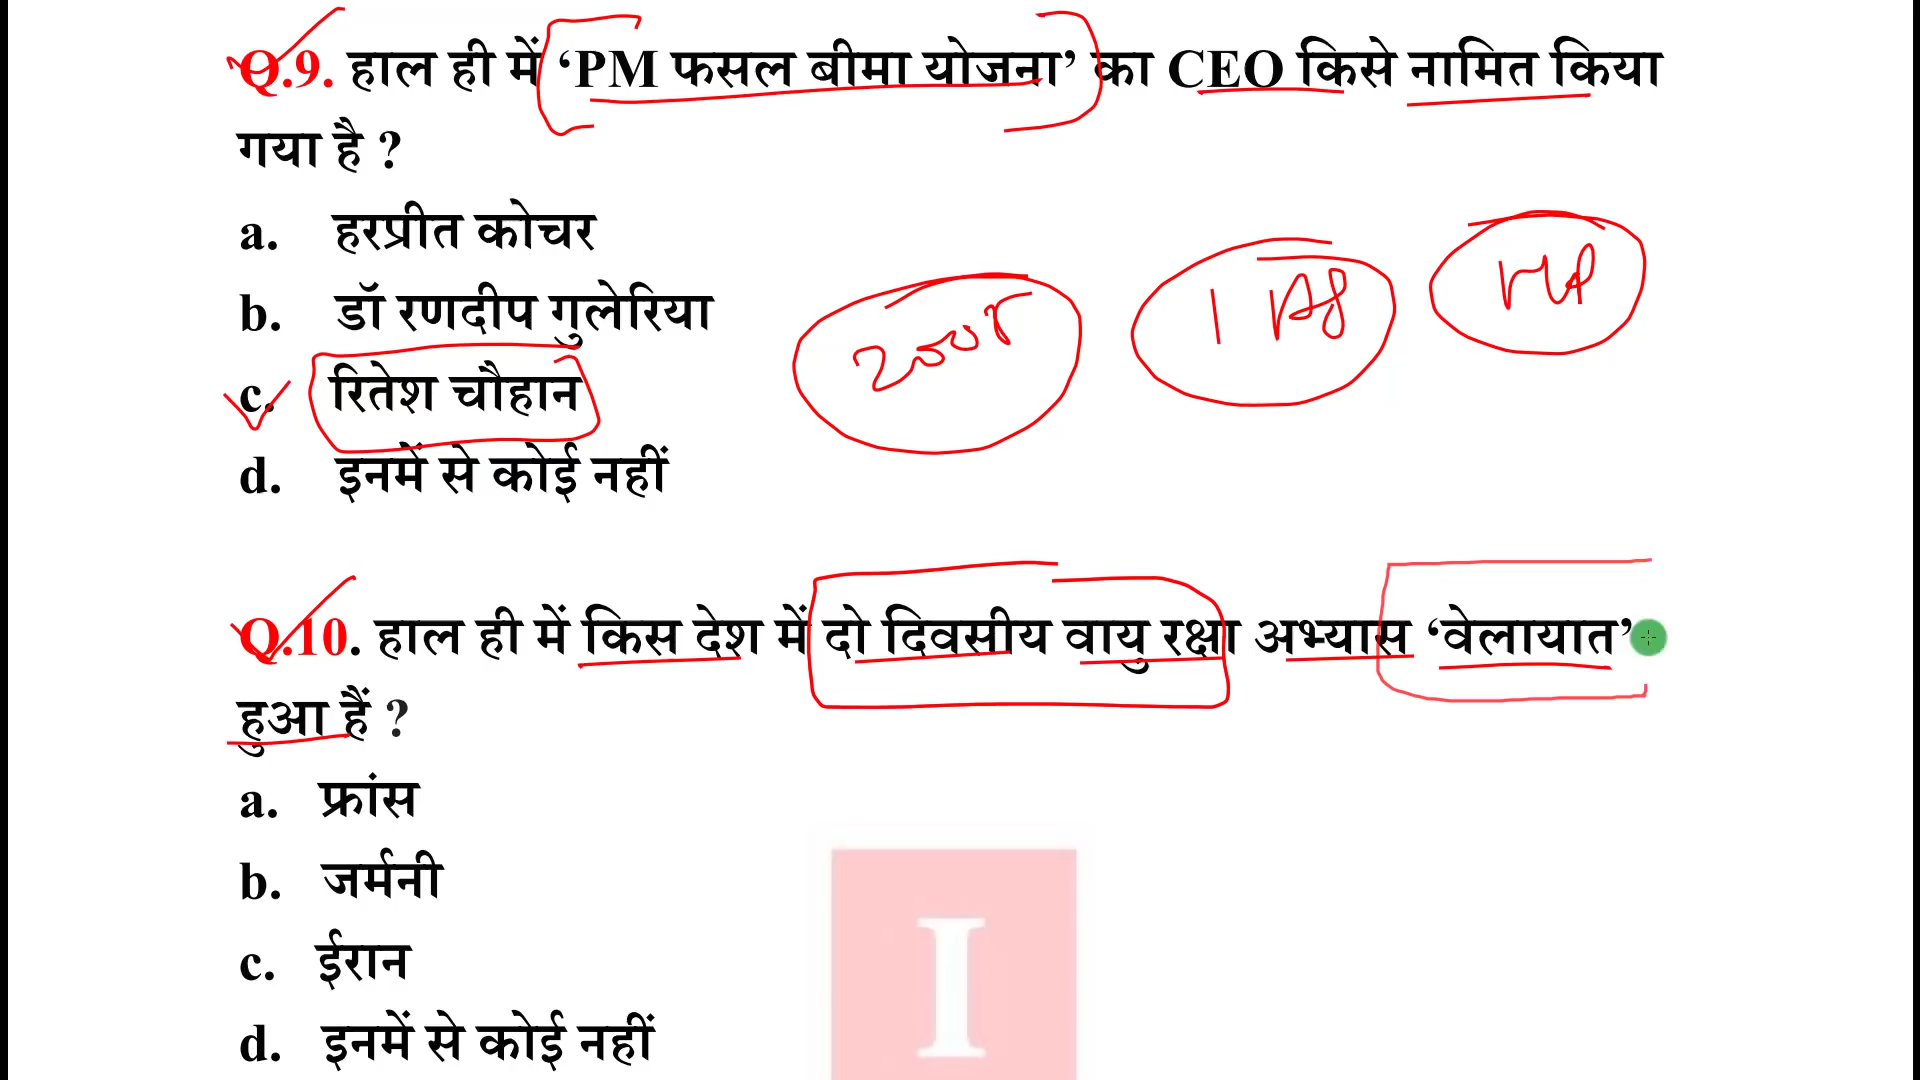 Q.9. हाल ही में ‘PM फसल बीमा योजना’ का CEO किसे नामित किया
गया है ?
a. हरप्रीत कोचर
b. डॉ रणदीप गुलेरिया
c. रितेश चौहान
d. इनमें से कोई नहीं
Q.10. हाल ही में किस देश में दो दिवसीय वायु रक्षा अभ्यास ‘वेलायात’
हुआ हैं ?
a. फ्रांस
b. जर्मनी
c. ईरान
d. इनमें से कोई नहीं
I